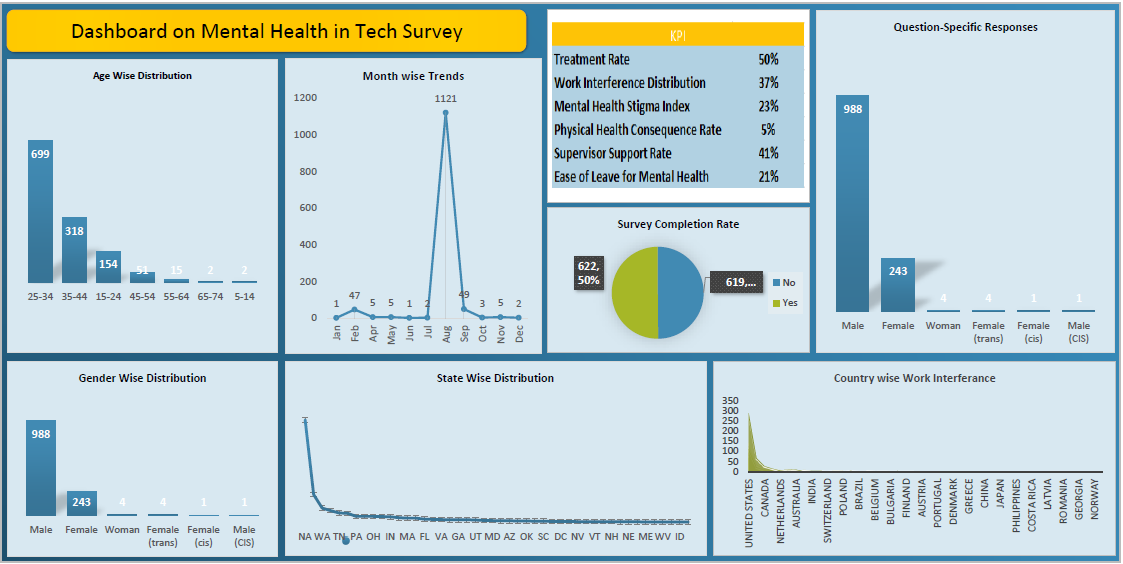 Dashboard on Mental Health in Tech Survey
Age Wise Distribution
699
318
154
51
15
2
2
25-34 35-44 15-24 45-54 55-64 65-74 5-14
Month wise Trends
1200
1000
800
600
400
200
0
1121
1 47 5 5 1 2 49 3 5 2
Jan Feb Apr May Jun Jul Aug Sep Oct Nov Dec
KPI
Treatment Rate 50%
Work Interference Distribution 37%
Mental Health Stigma Index 23%
Physical Health Consequence Rate 5%
Supervisor Support Rate 41%
Ease of Leave for Mental Health 21%
Survey Completion Rate
622,
50%
619,...
No
Yes
Question-Specific Responses
988
243
4 4 1 1
Male Female Woman Female Female Male
(trans) (cis) (CIS)
Gender Wise Distribution
988
243
4 4 1 1
Male Female Woman Female Female Male
(trans) (cis) (CIS)
State Wise Distribution
NA WA TN PA OH IN MA FL VA GA UT MD AZ OK SC DC NV VT NH NE ME WV ID
Country wise Work Interferance
350
300
250
200
150
100
50
0
UNITED STATES
CANADA
NETHERLANDS
AUSTRALIA
INDIA
SWITZERLAND
POLAND
BRAZIL
BELGIUM
BULGARIA
FINLAND
AUSTRIA
PORTUGAL
DENMARK
GREECE
CHINA
JAPAN
PHILIPPINES
COSTA RICA
LATVIA
ROMANIA
GEORGIA
NORWAY